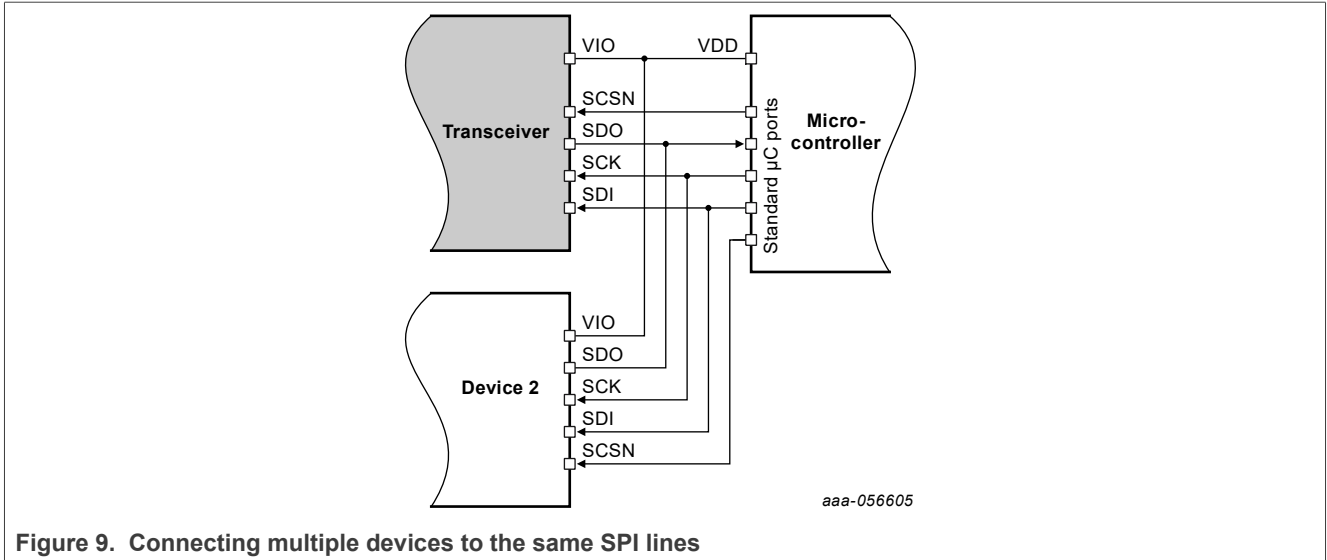 VIO
VDD
SCSN
Transceiver
SDO
SCK
SDI
Standard µC ports
Micro-
controller
VIO
SDO
Device 2
SCK
SDI
SCSN
aaa-056605
Figure 9. Connecting multiple devices to the same SPI lines